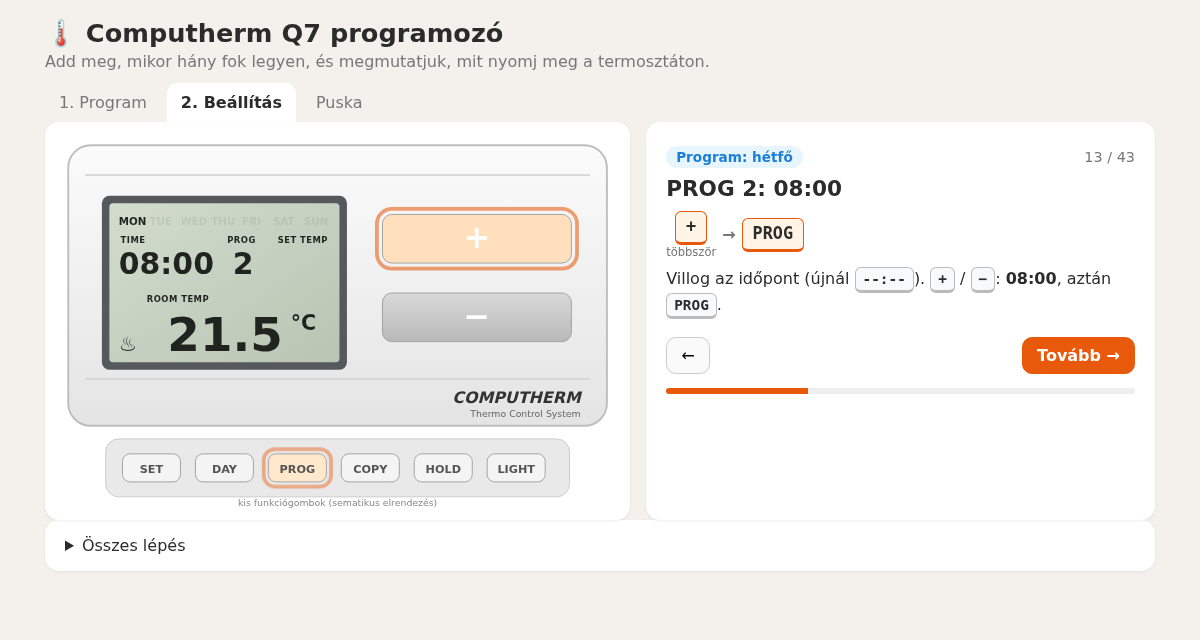 Computherm Q7 programozó
Add meg, mikor hány fok legyen, és megmutatjuk, mit nyomj meg a termosztáton.
1. Program 2. Beállítás Puska
MON TUE WED THU FRI SAT SUN
TIME PROG SET TEMP
08:00 2
ROOM TEMP
21.5 °C
+
−
COMPUTHERM
Thermo Control System
SET DAY PROG COPY HOLD LIGHT
kis funkciógombok (sematikus elrendezés)
Program: hétfő 13 / 43
PROG 2: 08:00
+ → PROG
többször
Villog az időpont (újnál --:--). + / −: 08:00, aztán
PROG.
← Tovább →
Összes lépés